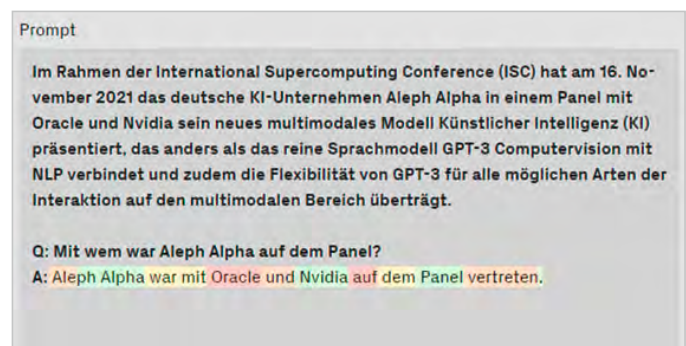 Prompt
Im Rahmen der International Supercomputing Conference (ISC) hat am 16. No-
vember 2021 das deutsche KI-Unternehmen Aleph Alpha in einem Panel mit
Oracle und Nvidia sein neues multimodales Modell Künstlicher Intelligenz (KI)
präsentiert, das anders als das reine Sprachmodell GPT-3 Computervision mit
NLP verbindet und zudem die Flexibilität von GPT-3 für alle möglichen Arten der
Interaktion auf den multimodalen Bereich überträgt.
Q: Mit wem war Aleph Alpha auf dem Panel?
A: Aleph Alpha war mit Oracle und Nvidia auf dem Panel vertreten.